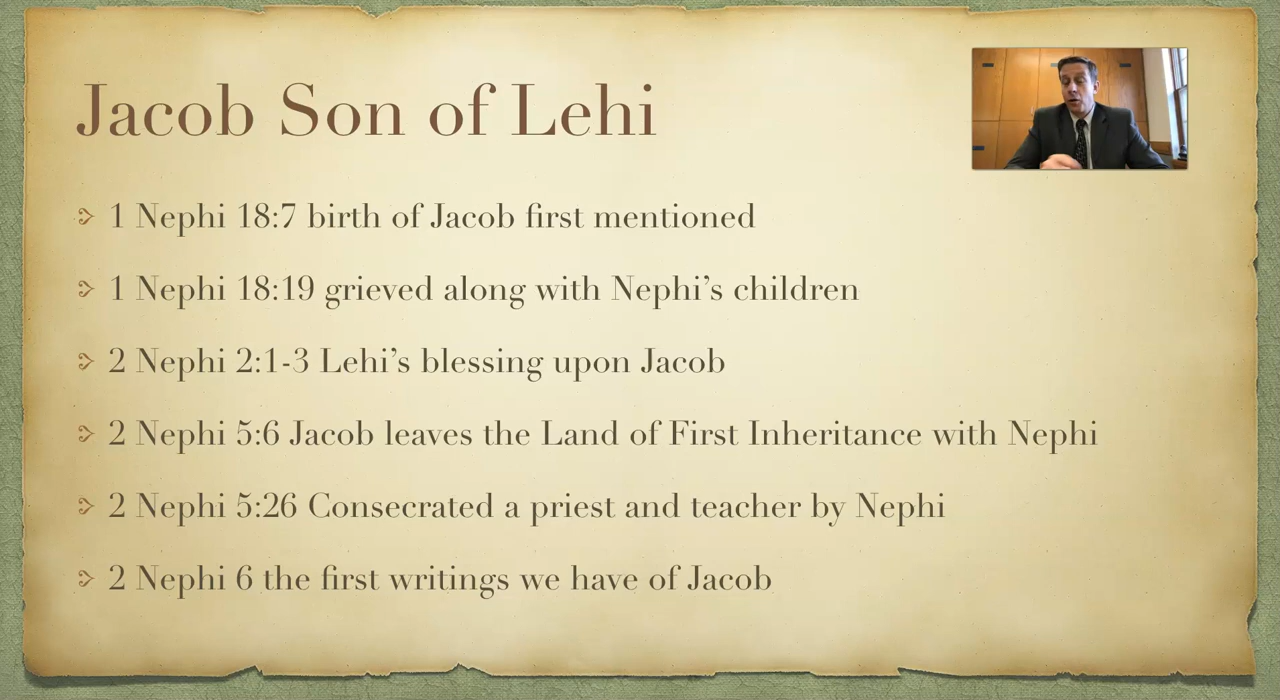 Jacob Son of Lehi
1 Nephi 18:7 birth of Jacob first mentioned
1 Nephi 18:19 grieved along with Nephi’s children
2 Nephi 2:1-3 Lehi’s blessing upon Jacob
2 Nephi 5:6 Jacob leaves the Land of First Inheritance with Nephi
2 Nephi 5:26 Consecrated a priest and teacher by Nephi
2 Nephi 6 the first writings we have of Jacob